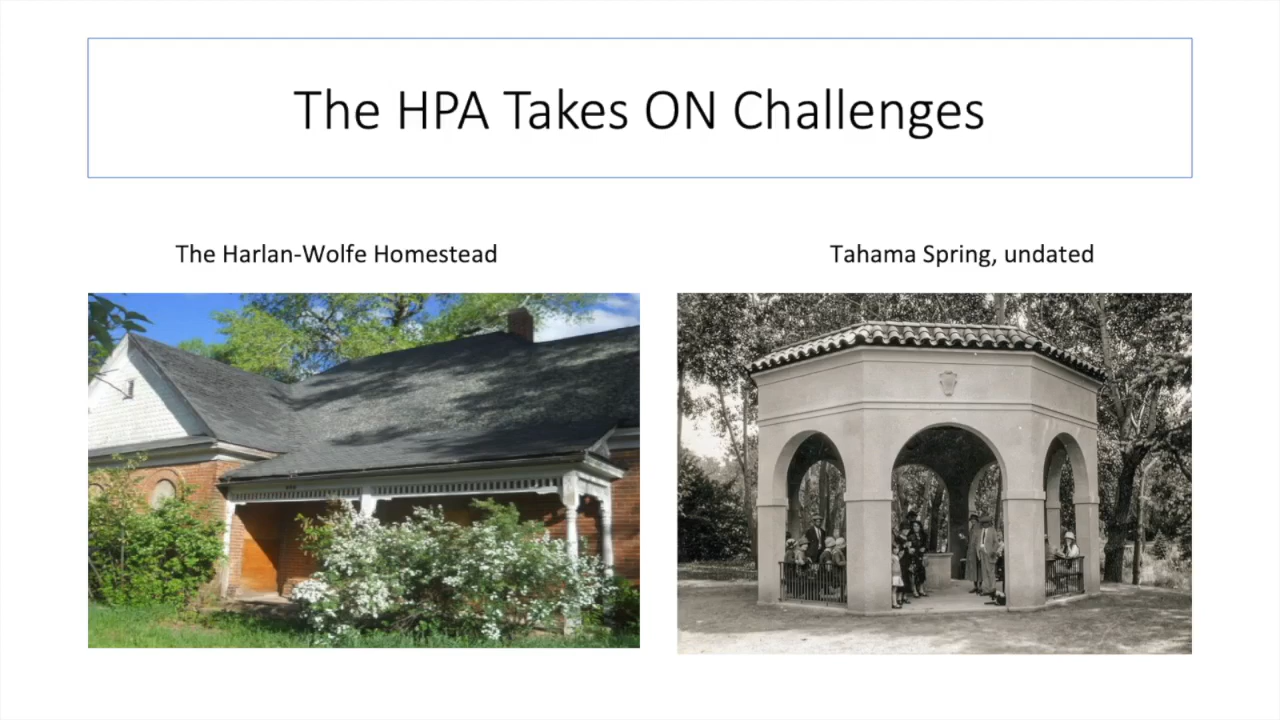 The HPA Takes ON Challenges
The Harlan-Wolfe Homestead
Tahama Spring, undated